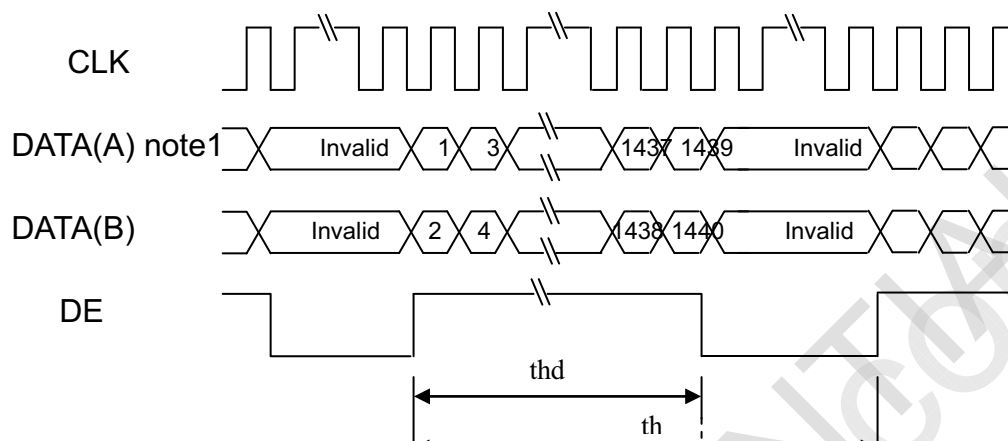 CLK
DATA(A) note1 Invalid 1 3 1437 1439 Invalid
DATA(B) Invalid 2 4 1438 1440 Invalid
DE
thd
th